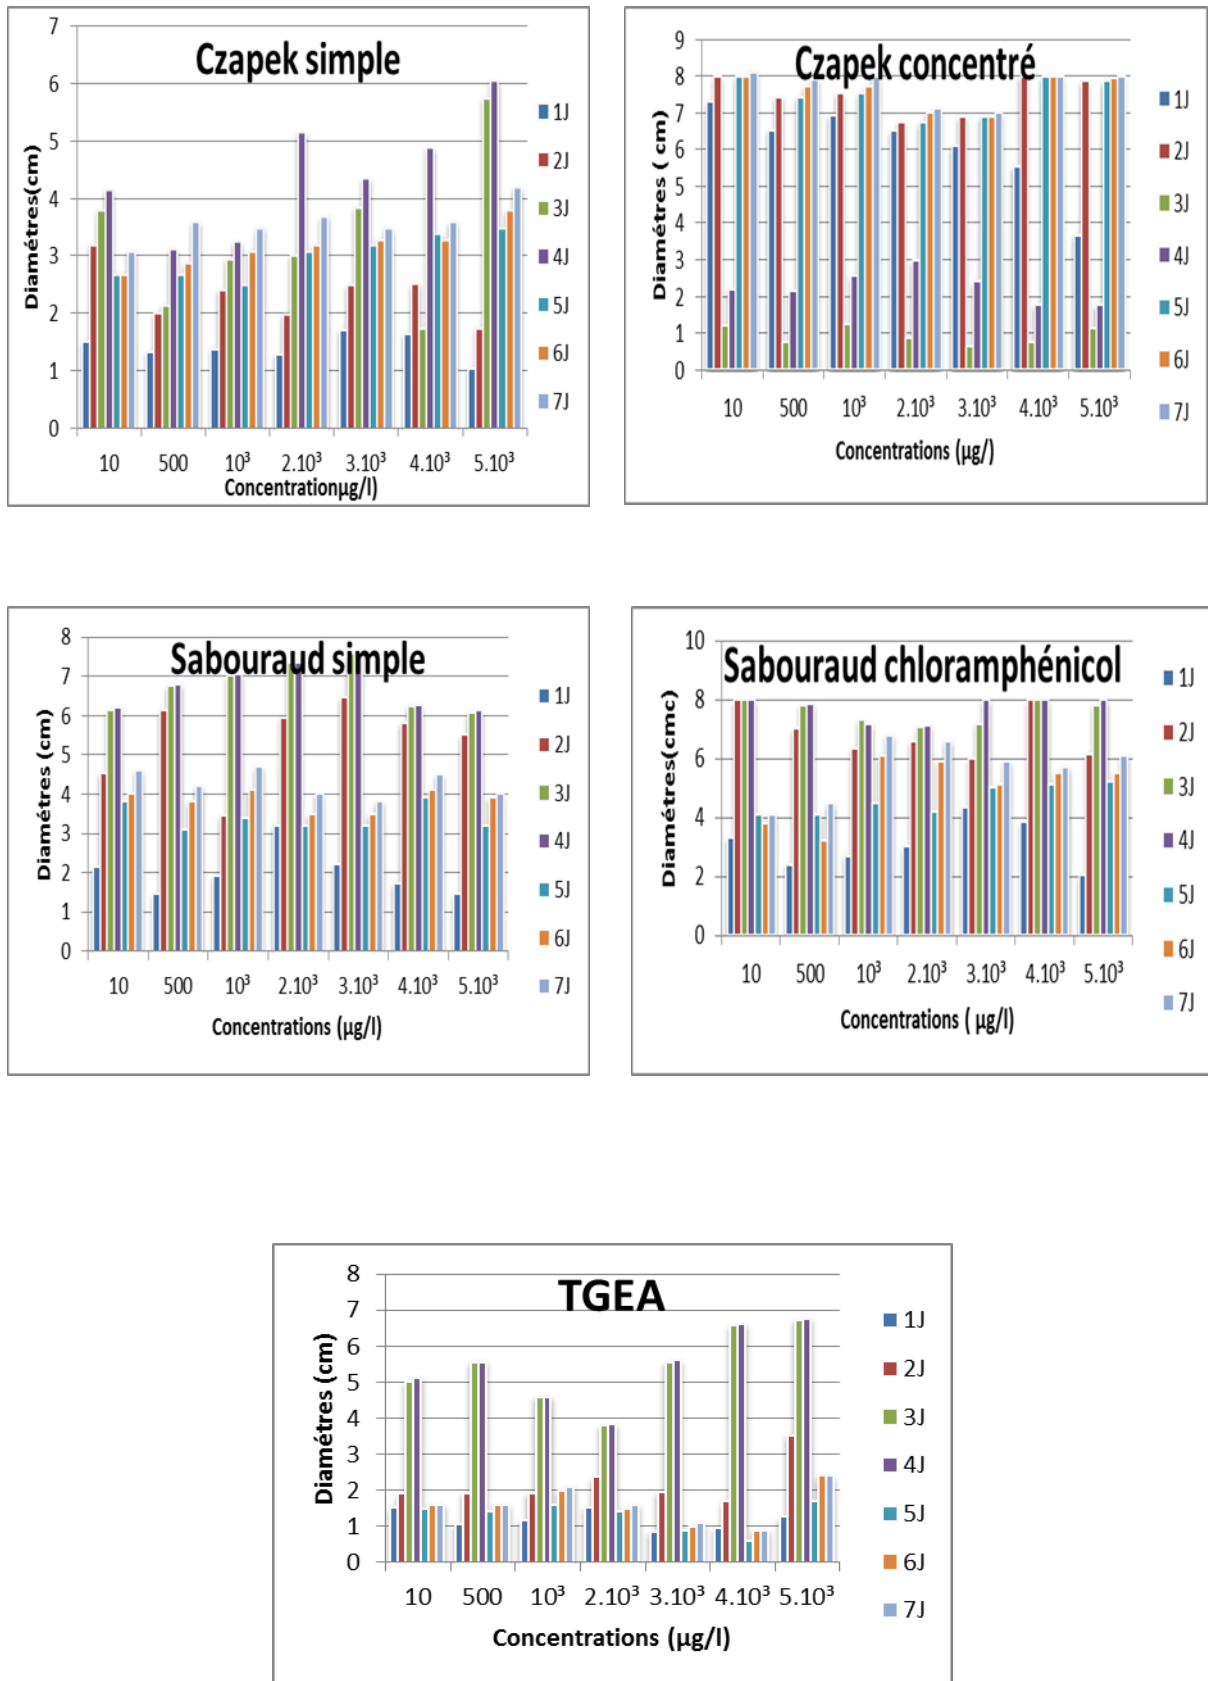 Czapek simple
Diamétres(cm)
7
6
5
4
3
2
1
0
10 500 10³ 2.10³ 3.10³ 4.10³ 5.10³
Concentrationµg/l)
1J
2J
3J
4J
5J
6J
7J
Czapek concentré
Diamétres ( cm)
9
8
7
6
5
4
3
2
1
0
10 500 10³ 2.10³ 3.10³ 4.10³ 5.10³
Concentrations (µg/)
1J
2J
3J
4J
5J
6J
7J
Sabouraud simple
Diamétres (cm)
8
7
6
5
4
3
2
1
0
10 500 10³ 2.10³ 3.10³ 4.10³ 5.10³
Concentrations (µg/l)
1J
2J
3J
4J
5J
6J
7J
Sabouraud chloramphénicol
Diamétres(cmc)
10
8
6
4
2
0
10 500 10³ 2.10³ 3.10³ 4.10³ 5.10³
Concentrations ( µg/l)
1J
2J
3J
4J
5J
6J
7J
TGEA
Diamétres (cm)
8
7
6
5
4
3
2
1
0
10 500 10³ 2.10³ 3.10³ 4.10³ 5.10³
Concentrations (µg/l)
1J
2J
3J
4J
5J
6J
7J